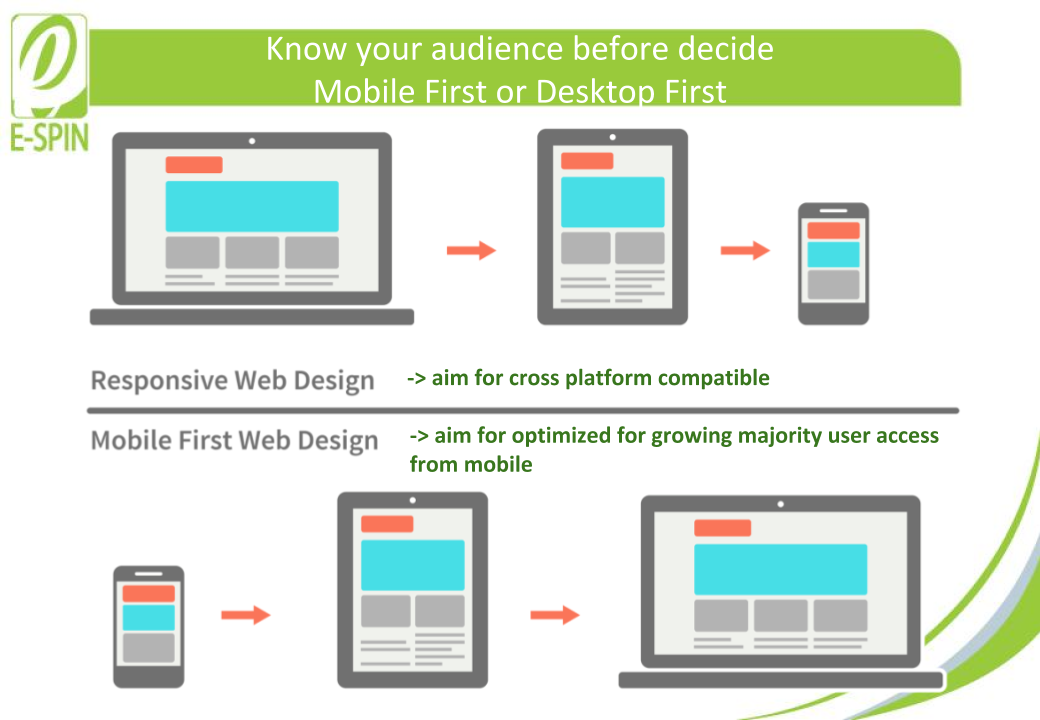 Know your audience before decide
Mobile First or Desktop First
E-SPIN
Responsive Web Design -> aim for cross platform compatible
Mobile First Web Design -> aim for optimized for growing majority user access
from mobile